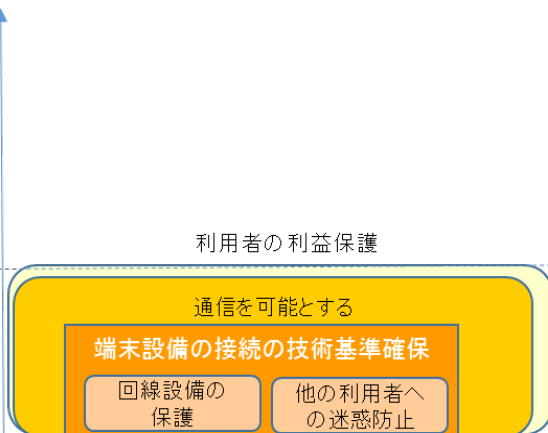 利用者の利益保護
通信を可能とする
端末設備の接続の技術基準確保
回線設備の
保護
他の利用者へ
の迷惑防止